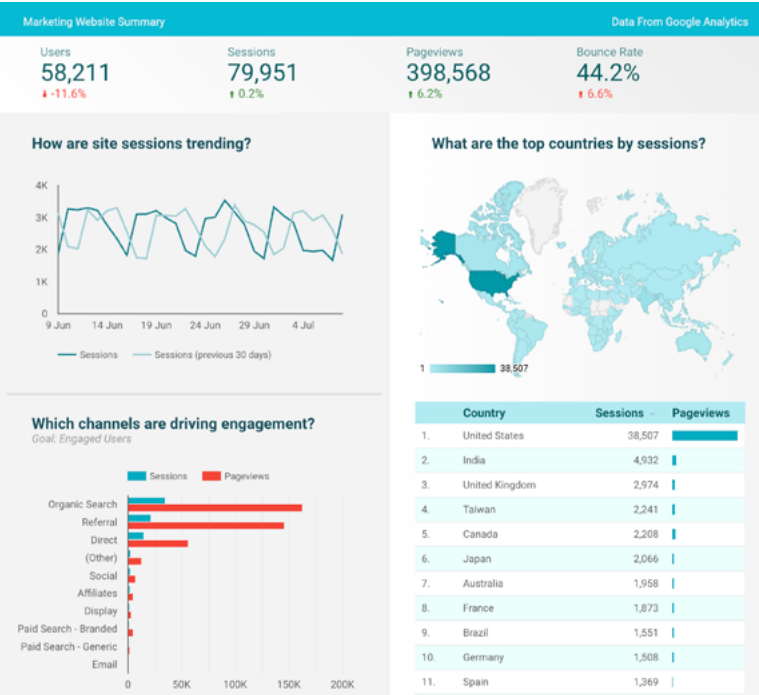 Marketing Website Summary
Data From Google Analytics
Users
58,211
-11.6%
Sessions
79,951
0.2%
Pageviews
398,568
6.2%
Bounce Rate
44.2%
6.6%
How are site sessions trending?
4K
3K
2K
1K
0
9 Jun 14 Jun 19 Jun 24 Jun 29 Jun 4 Jul
Sessions Sessions (previous 30 days)
Which channels are driving engagement?
Goal: Engaged Users
Sessions Pageviews
Organic Search
Referral
Direct
(Other)
Social
Affiliates
Display
Paid Search - Branded
Paid Search - Generic
Email
0 50K 100K 150K 200K
What are the top countries by sessions?
1 38,507
Country Sessions Pageviews
1. United States 38,507
2. India 4,932
3. United Kingdom 2,974
4. Taiwan 2,241
5. Canada 2,208
6. Japan 2,066
7. Australia 1,958
8. France 1,873
9. Brazil 1,551
10. Germany 1,508
11. Spain 1,369